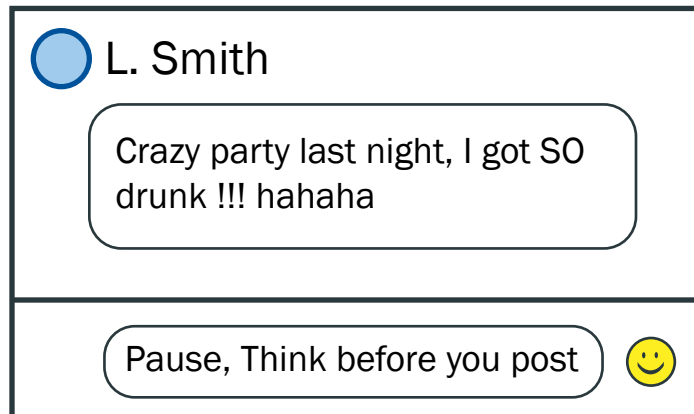 L. Smith
Crazy party last night, I got SO
drunk !!! hahaha
Pause, Think before you post